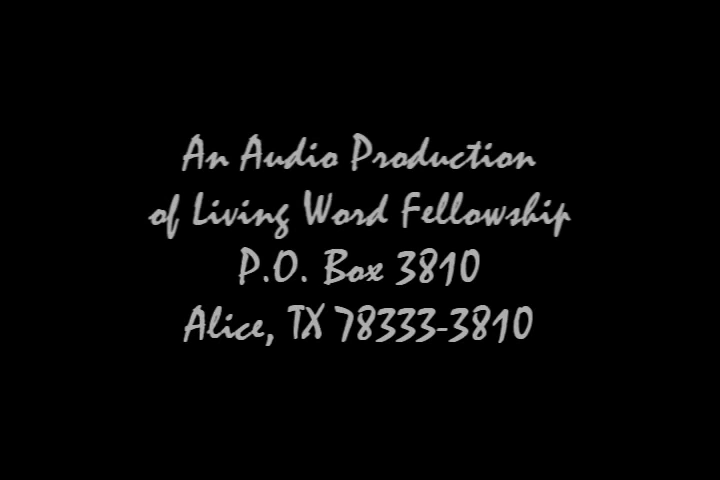 An Audio Production
of Living Word Fellowship
P.O. Box 3810
Alice, TX 78333-3810